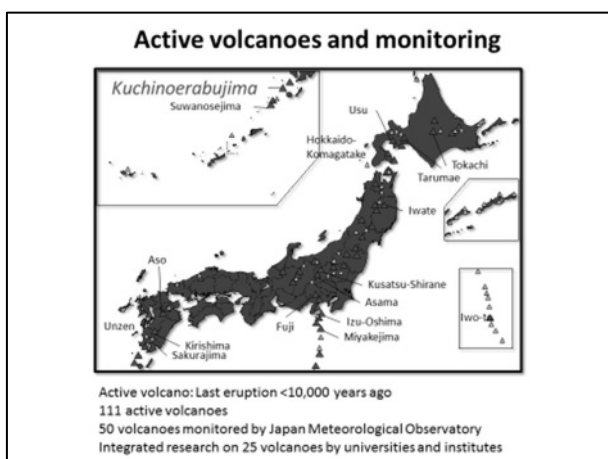 Active volcanoes and monitoring
Kuchinoerabujima
Suwanosejima
Usu
Hokkaido-
Komagatake
Tokachi
Tarumae
Iwate
Aso
Kusatsu-Shirane
Asama
Unzen
Fuji
Izu-Oshima
Miyakejima
Kirishima
Sakurajima
Active volcano: Last eruption <10,000 years ago
111 active volcanoes
50 volcanoes monitored by Japan Meteorological Observatory
Integrated research on 25 volcanoes by universities and institutes